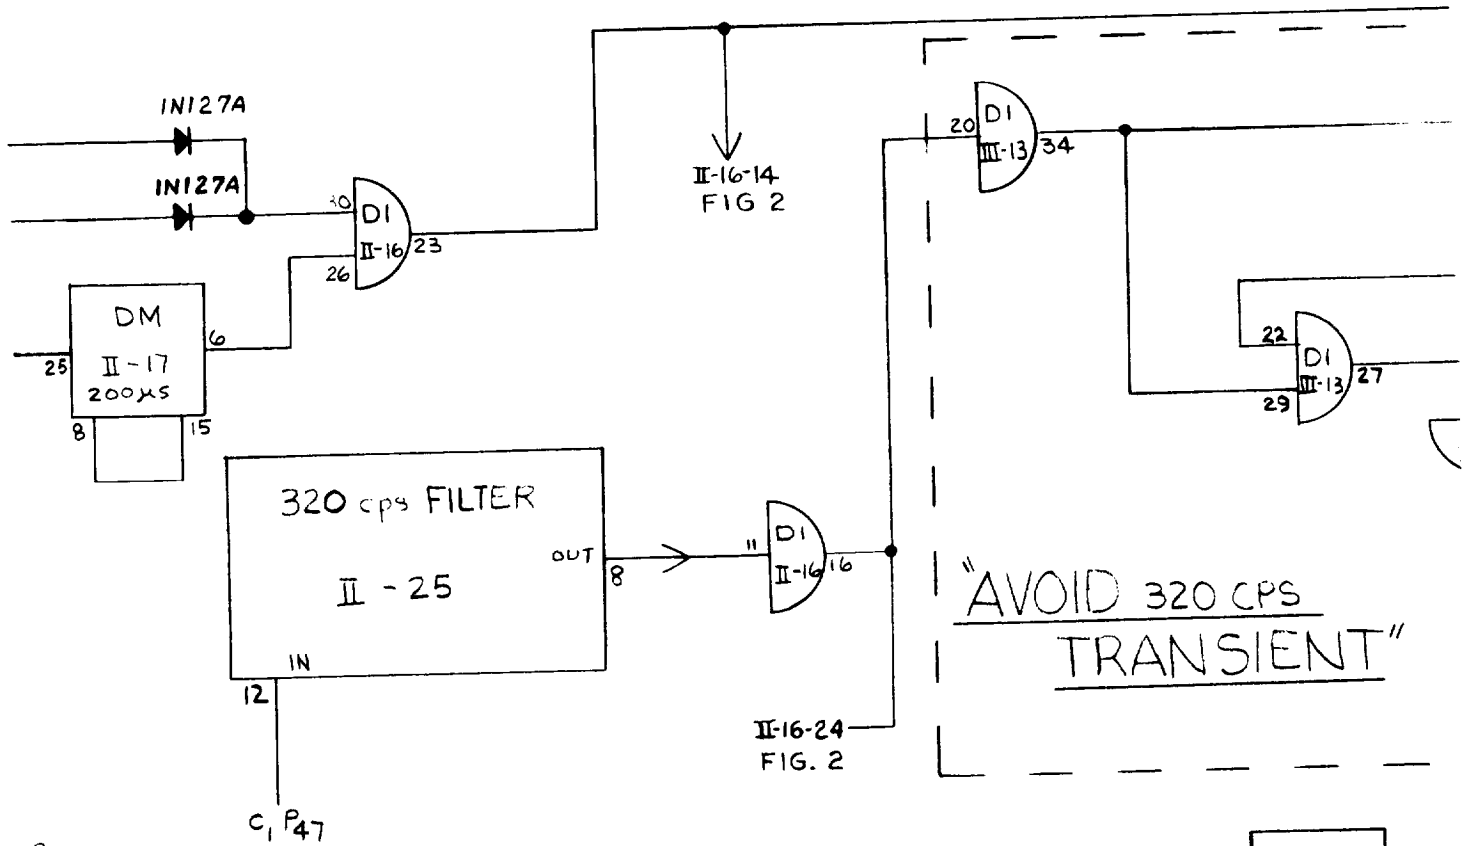 1N127A
1N127A
30
D1
II-16
26
23
II-16-14
FIG 2
20
D1
III-13
34
22
D1
III-13
29
27
DM
II-17
200μs
25
6
8
15
320 cps FILTER
II-25
OUT
8
IN
12
C₁ P47
11
D1
II-16
16
II-16-24
FIG. 2
"AVOID 320 CPS
TRANSIENT"